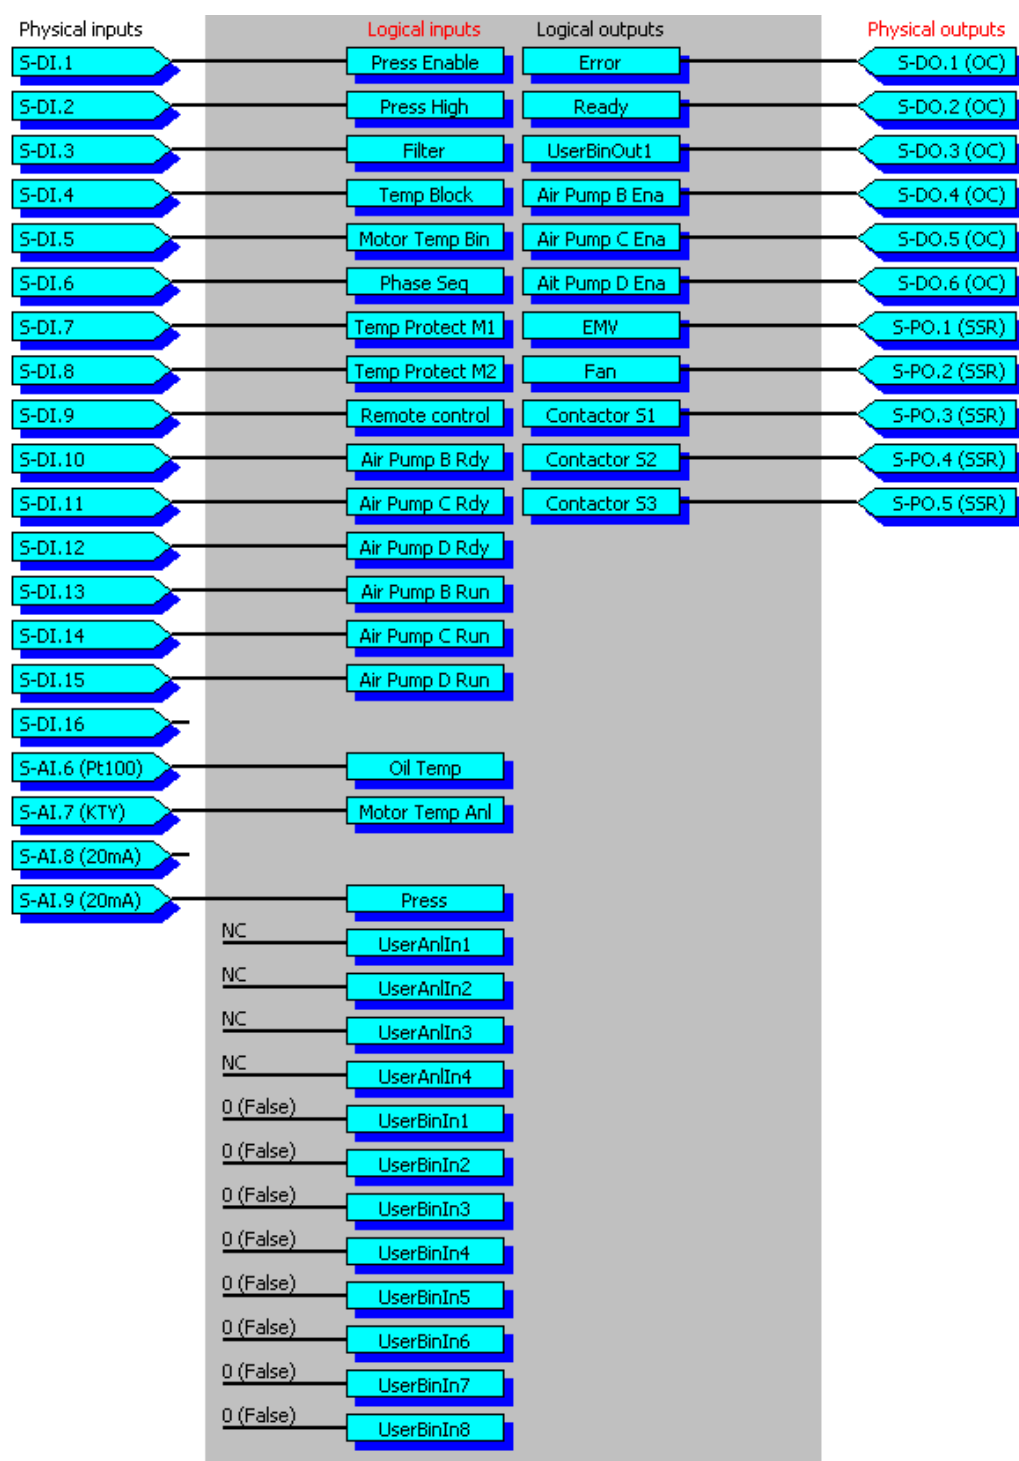 Physical inputs Logical inputs Logical outputs Physical outputs
S-DI.1 Press Enable Error S-DO.1 (OC)
S-DI.2 Press High Ready S-DO.2 (OC)
S-DI.3 Filter UserBinOut1 S-DO.3 (OC)
S-DI.4 Temp Block Air Pump B Ena S-DO.4 (OC)
S-DI.5 Motor Temp Bin Air Pump C Ena S-DO.5 (OC)
S-DI.6 Phase Seq Ait Pump D Ena S-DO.6 (OC)
S-DI.7 Temp Protect M1 EMV S-PO.1 (SSR)
S-DI.8 Temp Protect M2 Fan S-PO.2 (SSR)
S-DI.9 Remote control Contactor S1 S-PO.3 (SSR)
S-DI.10 Air Pump B Rdy Contactor S2 S-PO.4 (SSR)
S-DI.11 Air Pump C Rdy Contactor S3 S-PO.5 (SSR)
S-DI.12 Air Pump D Rdy
S-DI.13 Air Pump B Run
S-DI.14 Air Pump C Run
S-DI.15 Air Pump D Run
S-DI.16
S-AI.6 (Pt100) Oil Temp
S-AI.7 (KTY) Motor Temp Anl
S-AI.8 (20mA)
S-AI.9 (20mA) Press
NC UserAnlIn1
NC UserAnlIn2
NC UserAnlIn3
NC UserAnlIn4
0 (False) UserBinIn1
0 (False) UserBinIn2
0 (False) UserBinIn3
0 (False) UserBinIn4
0 (False) UserBinIn5
0 (False) UserBinIn6
0 (False) UserBinIn7
0 (False) UserBinIn8